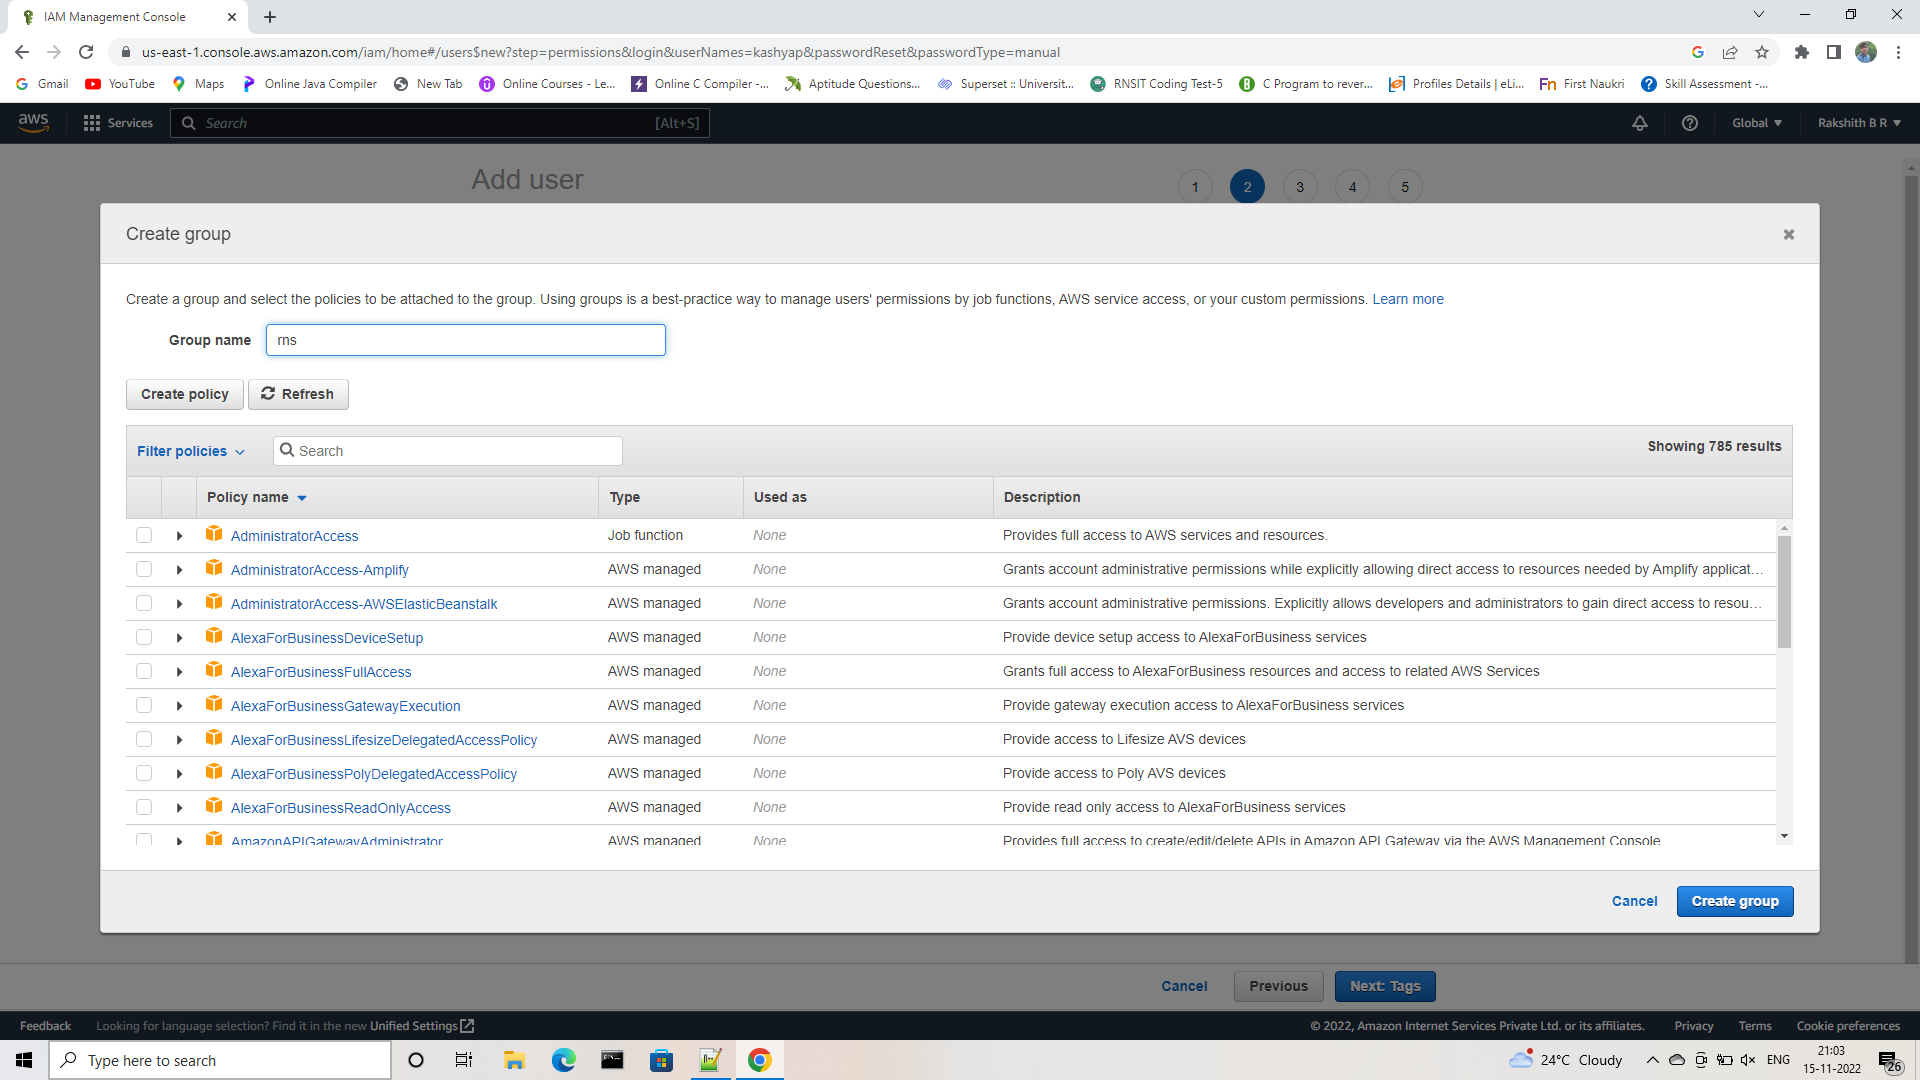 IAM Management Console
us-east-1.console.aws.amazon.com/iam/home#/users$new?step=permissions&login&userNames=kashyap&passwordReset&passwordType=manual
Gmail YouTube Maps Online Java Compiler New Tab Online Courses - Le... Online C Compiler -... Aptitude Questions... Superset :: Universit... RNSIT Coding Test-5 C Program to rever... Profiles Details | eLi... First Naukri Skill Assessment -...
aws Services Search [Alt+S] Global Rakshith B R
Add user 1 2 3 4 5
Create group
Create a group and select the policies to be attached to the group. Using groups is a best-practice way to manage users' permissions by job functions, AWS service access, or your custom permissions. Learn more
Group name rns
Create policy Refresh
Filter policies Search Showing 785 results
Policy name Type Used as Description
AdministratorAccess Job function None Provides full access to AWS services and resources.
AdministratorAccess-Amplify AWS managed None Grants account administrative permissions while explicitly allowing direct access to resources needed by Amplify applicat...
AdministratorAccess-AWSElasticBeanstalk AWS managed None Grants account administrative permissions. Explicitly allows developers and administrators to gain direct access to resou...
AlexaForBusinessDeviceSetup AWS managed None Provide device setup access to AlexaForBusiness services
AlexaForBusinessFullAccess AWS managed None Grants full access to AlexaForBusiness resources and access to related AWS Services
AlexaForBusinessGatewayExecution AWS managed None Provide gateway execution access to AlexaForBusiness services
AlexaForBusinessLifesizeDelegatedAccessPolicy AWS managed None Provide access to Lifesize AVS devices
AlexaForBusinessPolyDelegatedAccessPolicy AWS managed None Provide access to Poly AVS devices
AlexaForBusinessReadOnlyAccess AWS managed None Provide read only access to AlexaForBusiness services
AmazonAPIGatewayAdministrator AWS managed None Provides full access to create/edit/delete APIs in Amazon API Gateway via the AWS Management Console
Cancel Create group
Cancel Previous Next: Tags
Feedback Looking for language selection? Find it in the new Unified Settings © 2022, Amazon Internet Services Private Ltd. or its affiliates. Privacy Terms Cookie preferences
Type here to search 24°C Cloudy ENG 21:03
15-11-2022 26